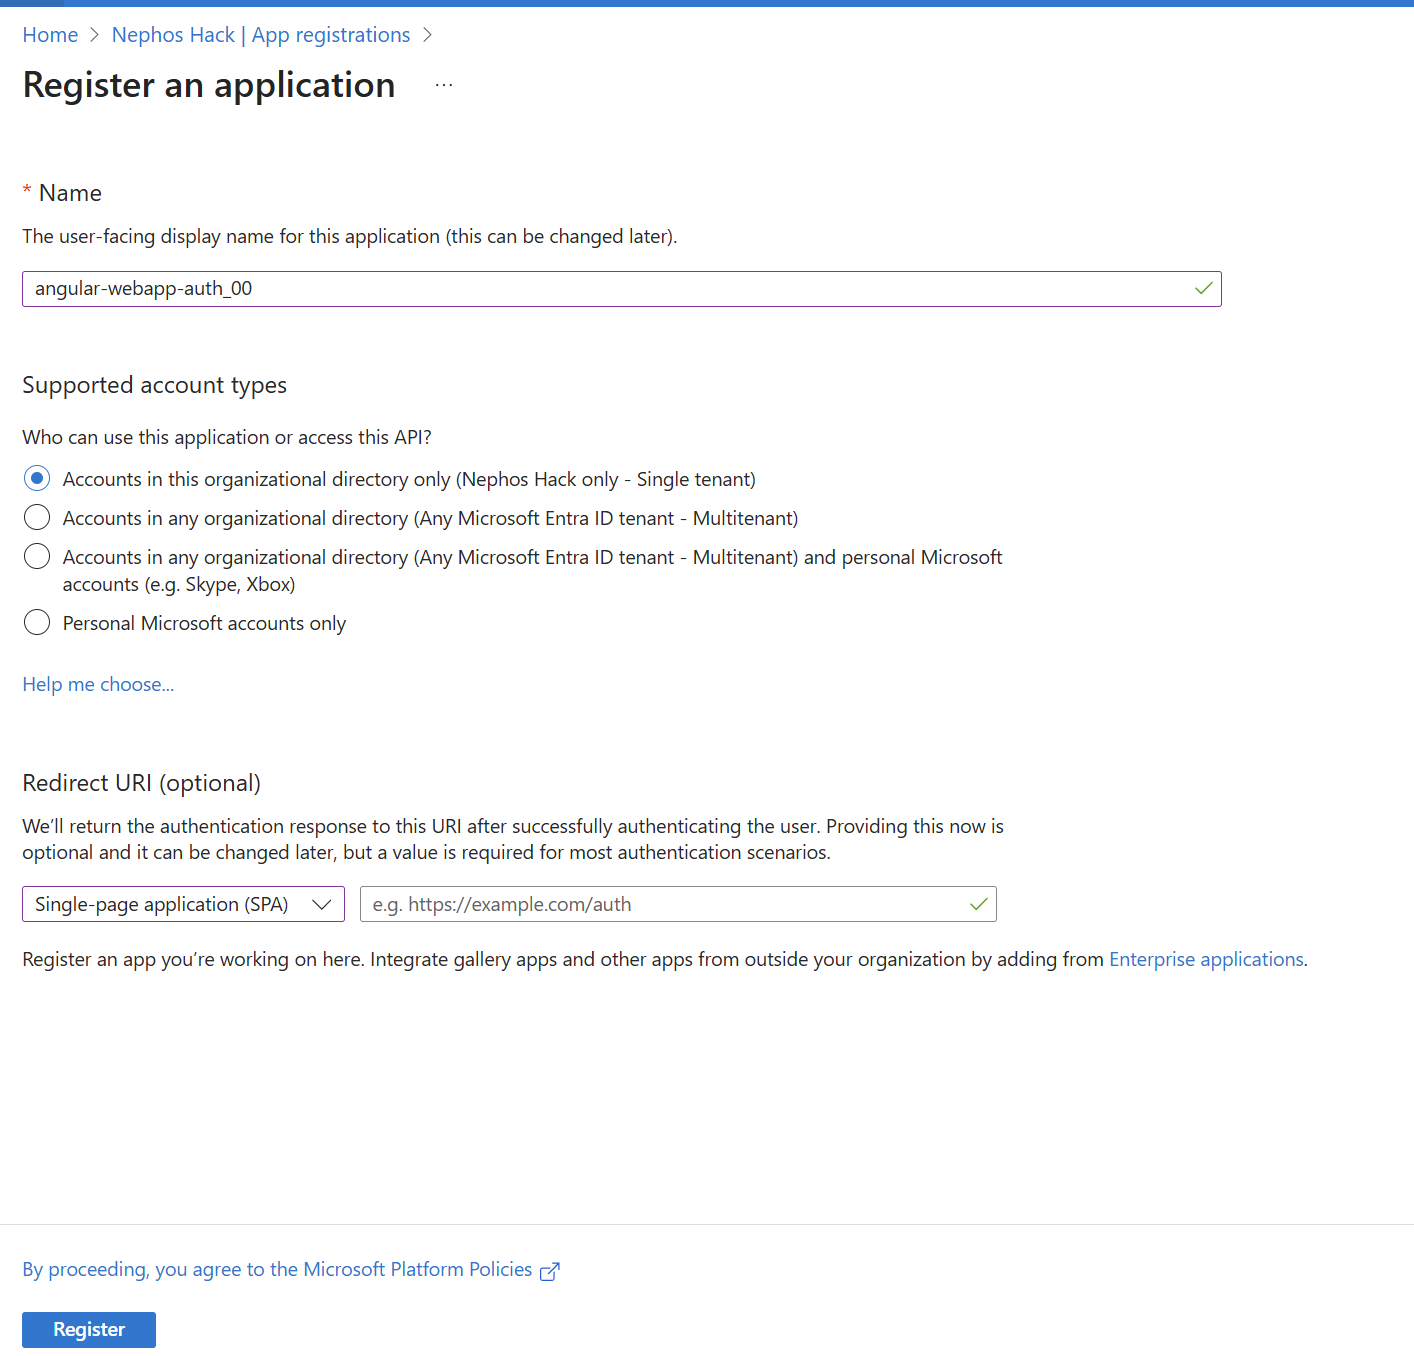 Home > Nephos Hack | App registrations >
Register an application ...
* Name
The user-facing display name for this application (this can be changed later).
angular-webapp-auth_00
Supported account types
Who can use this application or access this API?
Accounts in this organizational directory only (Nephos Hack only - Single tenant)
Accounts in any organizational directory (Any Microsoft Entra ID tenant - Multitenant)
Accounts in any organizational directory (Any Microsoft Entra ID tenant - Multitenant) and personal Microsoft
accounts (e.g. Skype, Xbox)
Personal Microsoft accounts only
Help me choose...
Redirect URI (optional)
We’ll return the authentication response to this URI after successfully authenticating the user. Providing this now is
optional and it can be changed later, but a value is required for most authentication scenarios.
Single-page application (SPA) e.g. https://example.com/auth
Register an app you’re working on here. Integrate gallery apps and other apps from outside your organization by adding from Enterprise applications.
By proceeding, you agree to the Microsoft Platform Policies
Register